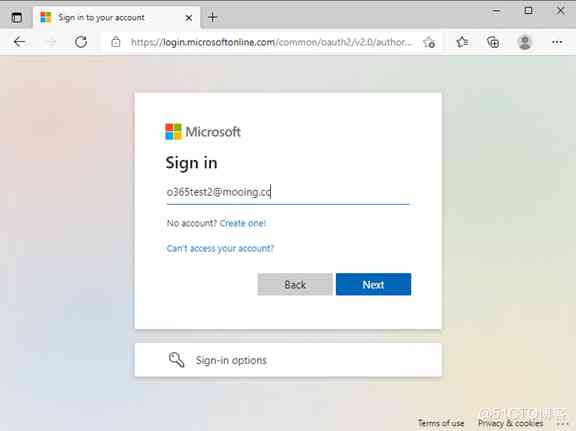 Sign in to your account
https://login.microsoftonline.com/common/oauth2/v2.0/author...
Microsoft
Sign in
o365test2@mooing.cc
No account? Create one!
Can't access your account?
Back
Next
Sign-in options
@51CTO博客
Terms of use
Privacy & cookies
...